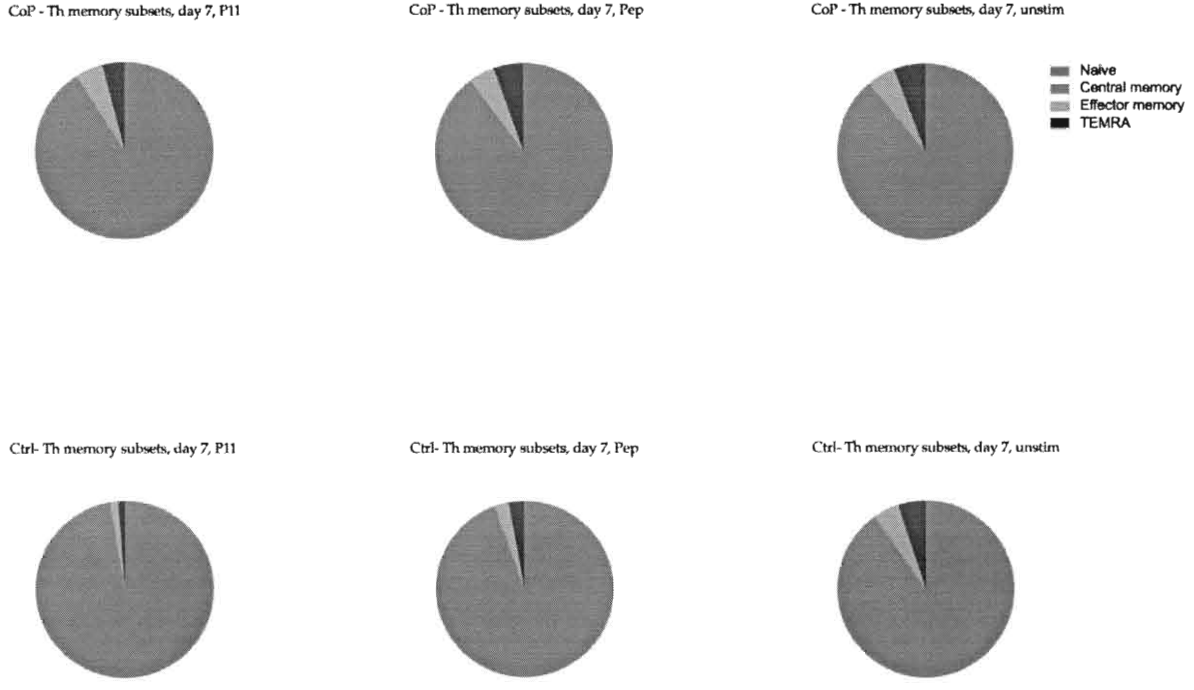 CoP - Th memory subsets, day 7, P11
CoP - Th memory subsets, day 7, Pep
CoP - Th memory subsets, day 7, unstim
Naive
Central memory
Effector memory
TEMRA
Ctrl- Th memory subsets, day 7, P11
Ctrl- Th memory subsets, day 7, Pep
Ctrl- Th memory subsets, day 7, unstim